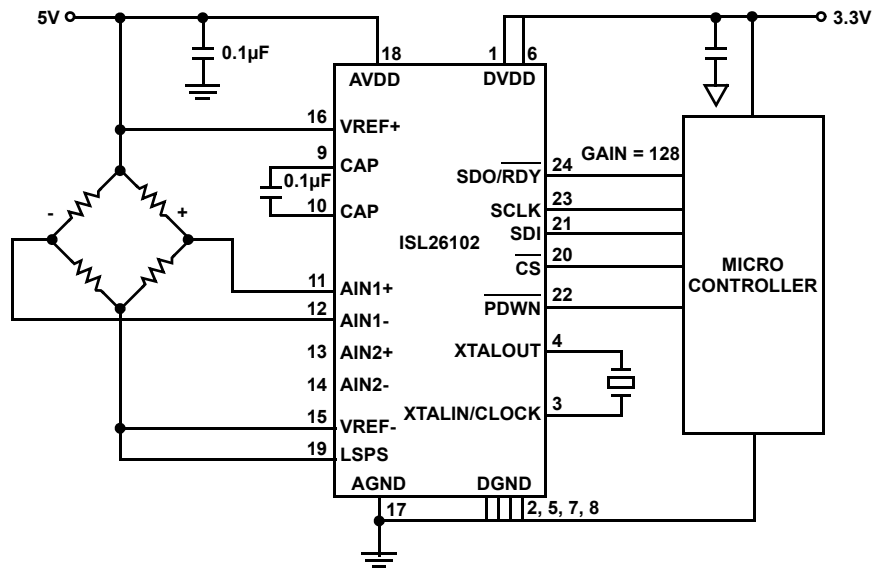 5V
3.3V
0.1µF
18
1
6
AVDD
DVDD
16
VREF+
9
CAP
GAIN = 128
24
SDO/RDY
0.1µF
10
CAP
23
SCLK
- +
ISL26102
21
SDI
20
CS
MICRO
CONTROLLER
11
AIN1+
12
AIN1-
22
PDWN
13
AIN2+
4
XTALOUT
14
AIN2-
3
XTALIN/CLOCK
15
VREF-
19
LSPS
AGND
DGND
17
2, 5, 7, 8